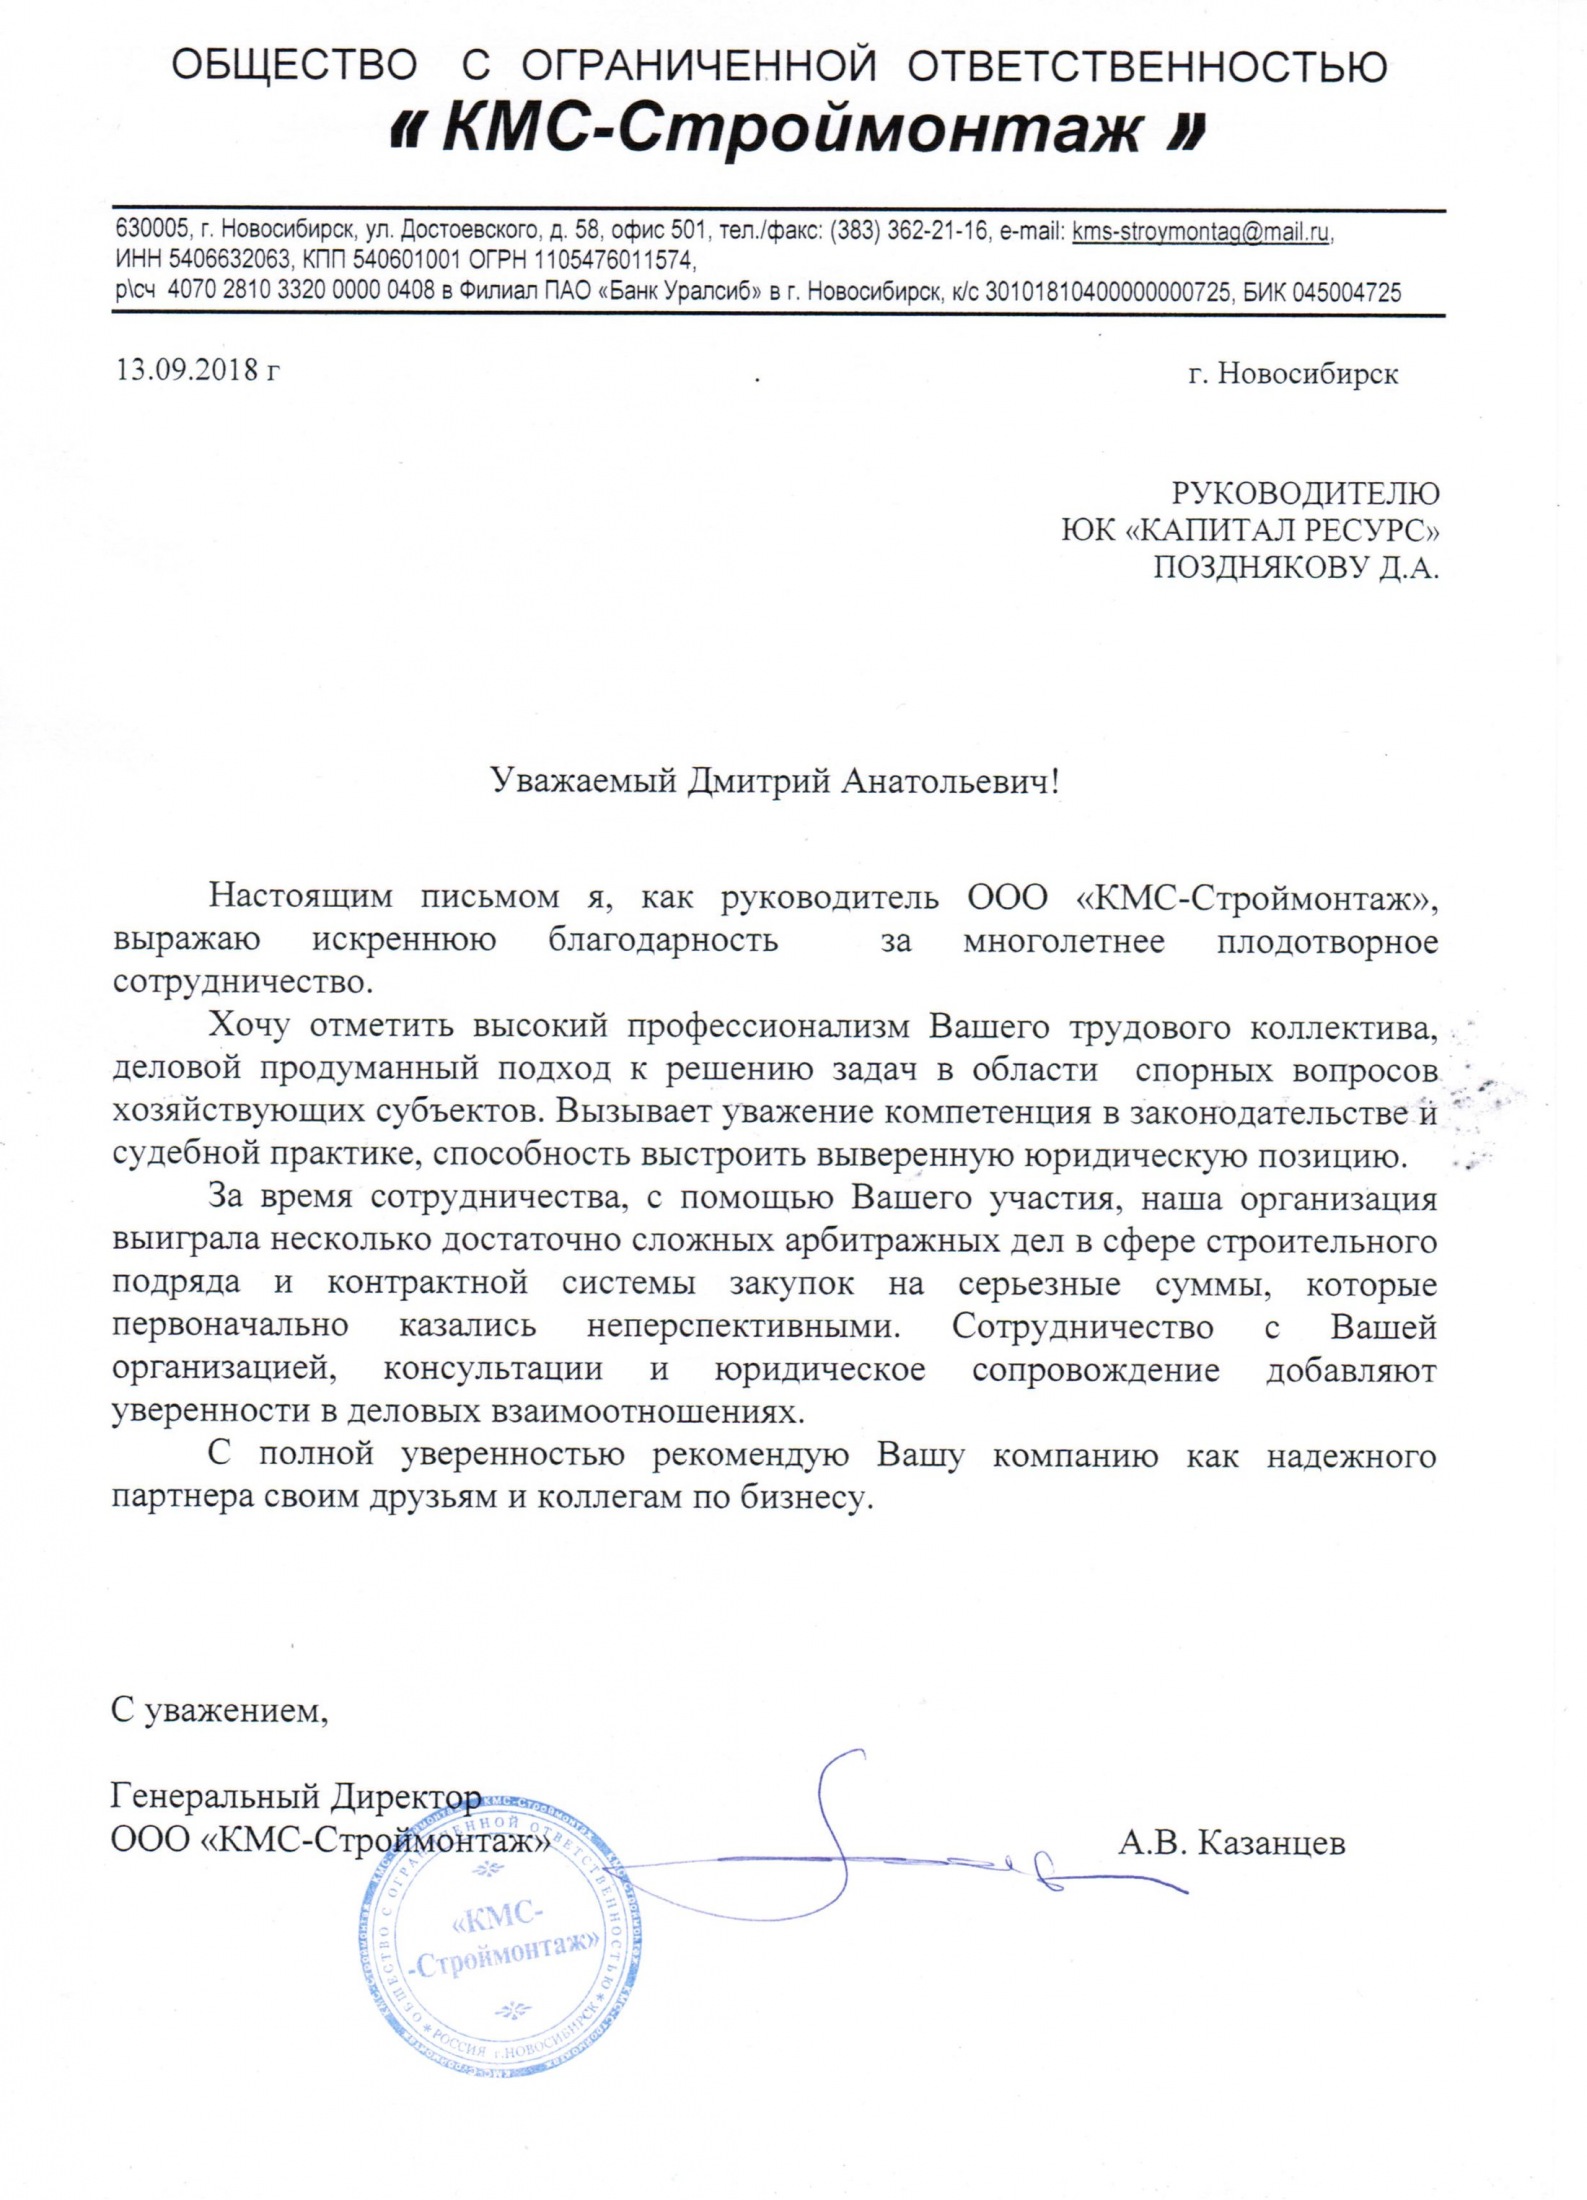 ОБЩЕСТВО С ОГРАНИЧЕННОЙ ОТВЕТСТВЕННОСТЬЮ
« КМС-Строймонтаж »
630005, г. Новосибирск, ул. Достоевского, д. 58, офис 501, тел./факс: (383) 362-21-16, e-mail: kms-stroymontag@mail.ru,
ИНН 5406632063, КПП 540601001 ОГРН 1105476011574,
р\сч 4070 2810 3320 0000 0408 в Филиал ПАО «Банк Уралсиб» в г. Новосибирск, к/с 30101810400000000725, БИК 045004725
13.09.2018 г г. Новосибирск
РУКОВОДИТЕЛЮ
ЮК «КАПИТАЛ РЕСУРС»
ПОЗДНЯКОВУ Д.А.
Уважаемый Дмитрий Анатольевич!
Настоящим письмом я, как руководитель ООО «КМС-Строймонтаж»,
выражаю искреннюю благодарность за многолетнее плодотворное
сотрудничество.
Хочу отметить высокий профессионализм Вашего трудового коллектива,
деловой продуманный подход к решению задач в области спорных вопросов
хозяйствующих субъектов. Вызывает уважение компетенция в законодательстве и
судебной практике, способность выстроить выверенную юридическую позицию.
За время сотрудничества, с помощью Вашего участия, наша организация
выиграла несколько достаточно сложных арбитражных дел в сфере строительного
подряда и контрактной системы закупок на серьезные суммы, которые
первоначально казались неперспективными. Сотрудничество с Вашей
организацией, консультации и юридическое сопровождение добавляют
уверенности в деловых взаимоотношениях.
С полной уверенностью рекомендую Вашу компанию как надежного
партнера своим друзьям и коллегам по бизнесу.
С уважением,
Генеральный Директор
ООО «КМС-Строймонтаж» А.В. Казанцев
ОБЩЕСТВО С ОГРАНИЧЕННОЙ ОТВЕТСТВЕННОСТЬЮ
«КМС-
-Строймонтаж»
* РОССИЯ г.НОВОСИБИРСК *